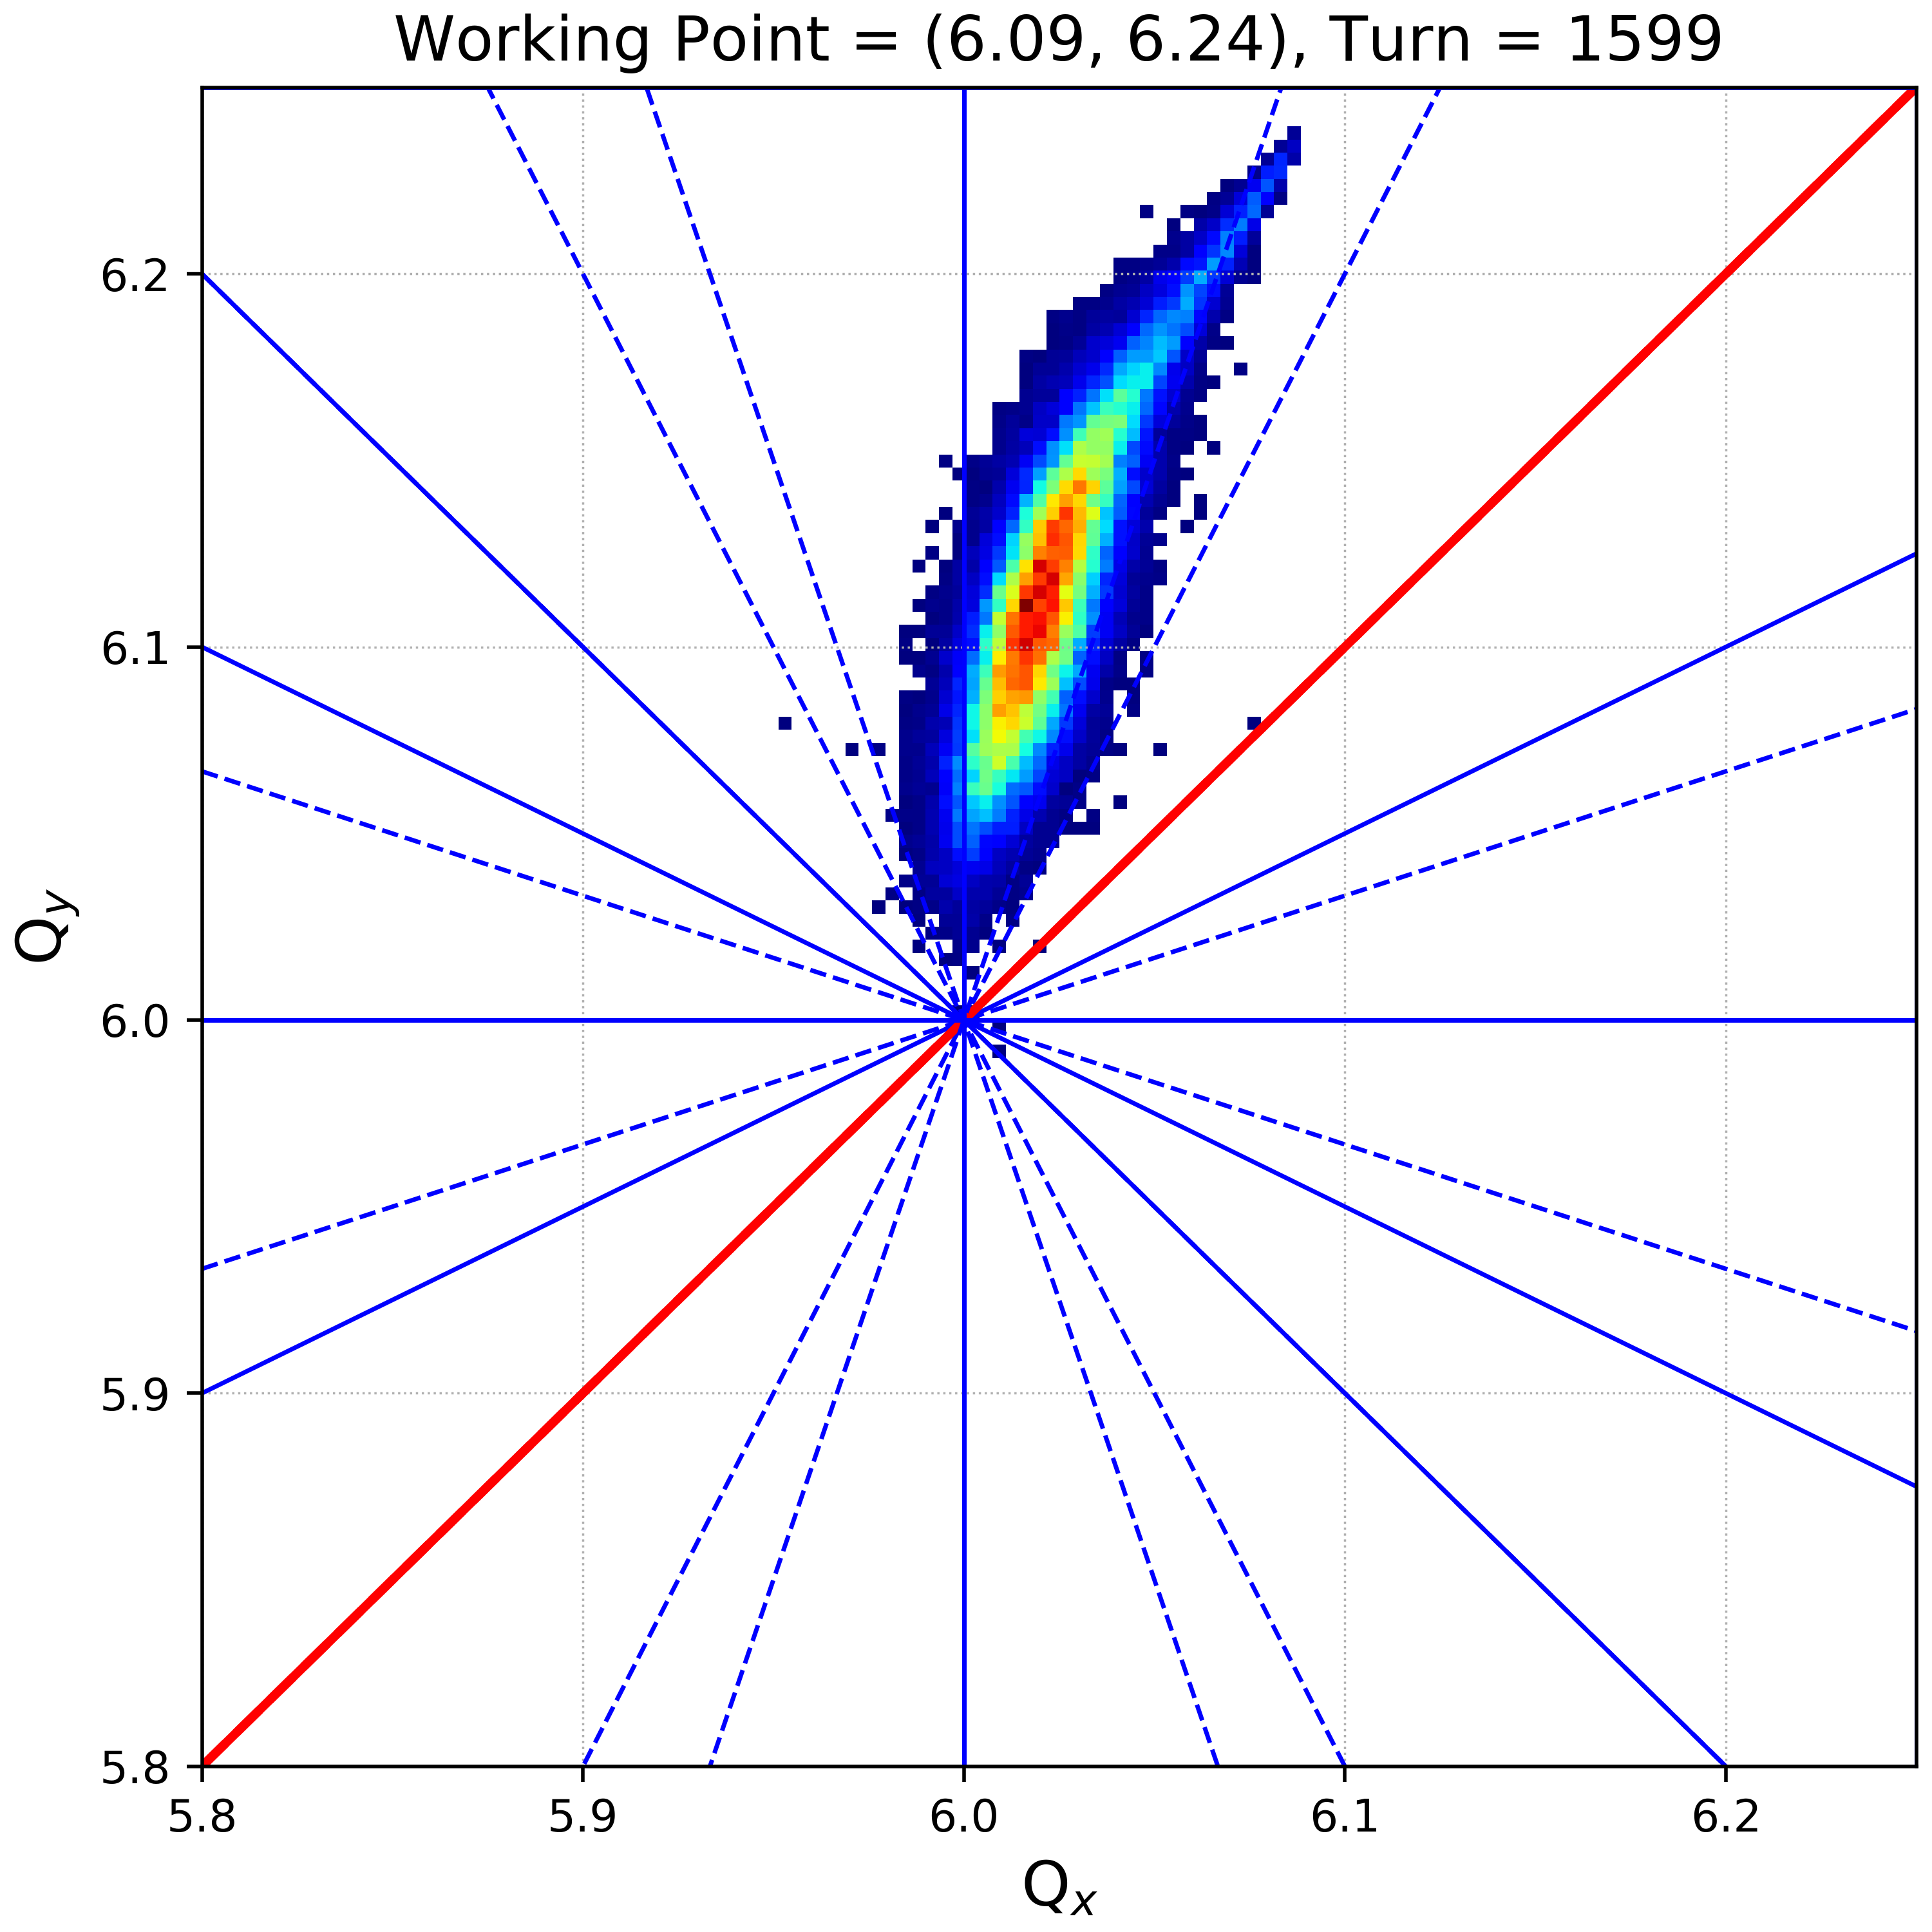 Working Point = (6.09, 6.24), Turn = 1599
6.2
6.1
6.0
5.9
5.8
Qy
5.8 5.9 6.0 6.1 6.2
Qx